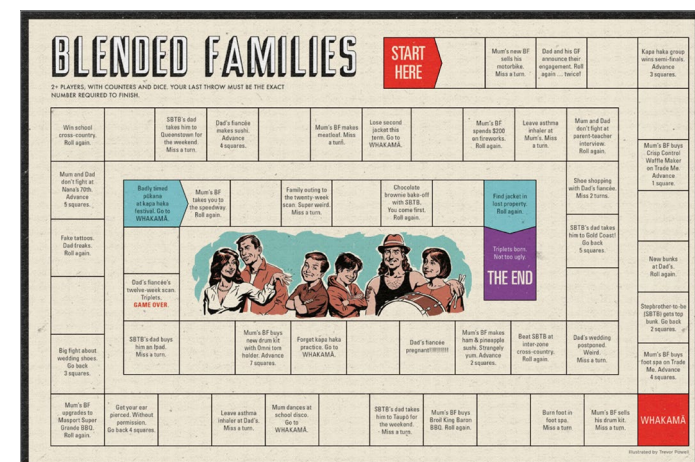 BLENDED FAMILIES
2+ PLAYERS, WITH COUNTERS AND DICE. YOUR LAST THROW MUST BE THE EXACT
NUMBER REQUIRED TO FINISH.
START
HERE
Mum's new BF
sells his
motorbike.
Miss a turn.
Dad and his GF
announce their
engagement. Roll
again ... twice!
Kapa haka group
wins semi-finals.
Advance
3 squares.
Mum's BF buys
Crisp Control
Waffle Maker
on Trade Me.
Advance
1 square.
New bunks
at Dad's.
Roll again.
Stepbrother-to-be
(SBTB) gets top
bunk. Go back
2 squares.
Mum's BF buys
foot spa on Trade
Me. Advance
4 squares.
WHAKAMĀ
Mum's BF sells
his drum kit.
Miss a turn.
Burn foot in
foot spa.
Miss a turn.
Mum's BF buys
Broil King Baron
BBQ. Roll again.
SBTB's dad takes
him to Taupō for
the weekend.
Miss a turn.
Mum dances at
school disco.
Go to
WHAKAMĀ.
Leave asthma
inhaler at Dad's.
Miss a turn.
Get your ear
pierced. Without
permission.
Go back 4 squares.
Mum's BF
upgrades to
Masport Super
Grande BBQ.
Roll again.
Big fight about
wedding shoes.
Go back
3 squares.
Fake tattoos.
Dad freaks.
Roll again.
Mum and Dad
don't fight at
Nana's 70th.
Advance
5 squares.
Win school
cross-country.
Roll again.
SBTB's dad
takes him to
Queenstown for
the weekend.
Miss a turn.
Dad's fiancée
makes sushi.
Advance
4 squares.
Mum's BF makes
meatloaf. Miss
a turn.
Lose second
jacket this
term. Go to
WHAKAMĀ.
Mum's BF
spends $200
on fireworks.
Roll again.
Leave asthma
inhaler at Mum's.
Miss a turn.
Mum and Dad
don't fight at
parent-teacher
interview.
Roll again.
Shoe shopping
with Dad's fiancée.
Miss 2 turns.
SBTB's dad takes
him to Gold Coast!
Go back
5 squares.
Dad's wedding
postponed.
Weird.
Miss a turn.
Beat SBTB at
inter-zone
cross-country.
Roll again.
Mum's BF makes
ham & pineapple
sushi. Strangely
yum. Advance
2 squares.
Dad's fiancée
pregnant!!!!!!!!!
Forget kapa haka
practice. Go to
WHAKAMĀ.
Mum's BF buys
new drum kit
with Omni tom
holder. Advance
7 squares.
SBTB's dad buys
him an iPad.
Miss a turn.
Dad's fiancée's
twelve-week scan.
Triplets.
GAME OVER.
Badly timed
pūkana
at kapa haka
festival. Go to
WHAKAMĀ.
Mum's BF
takes you to
the speedway.
Roll again.
Family outing to
the twenty-week
scan. Super weird.
Miss a turn.
Chocolate
brownie bake-off
with SBTB.
You come first.
Roll again.
Find jacket in
lost property.
Roll again.
Triplets born.
Not too ugly.
THE END
Illustrated by Trevor Powell